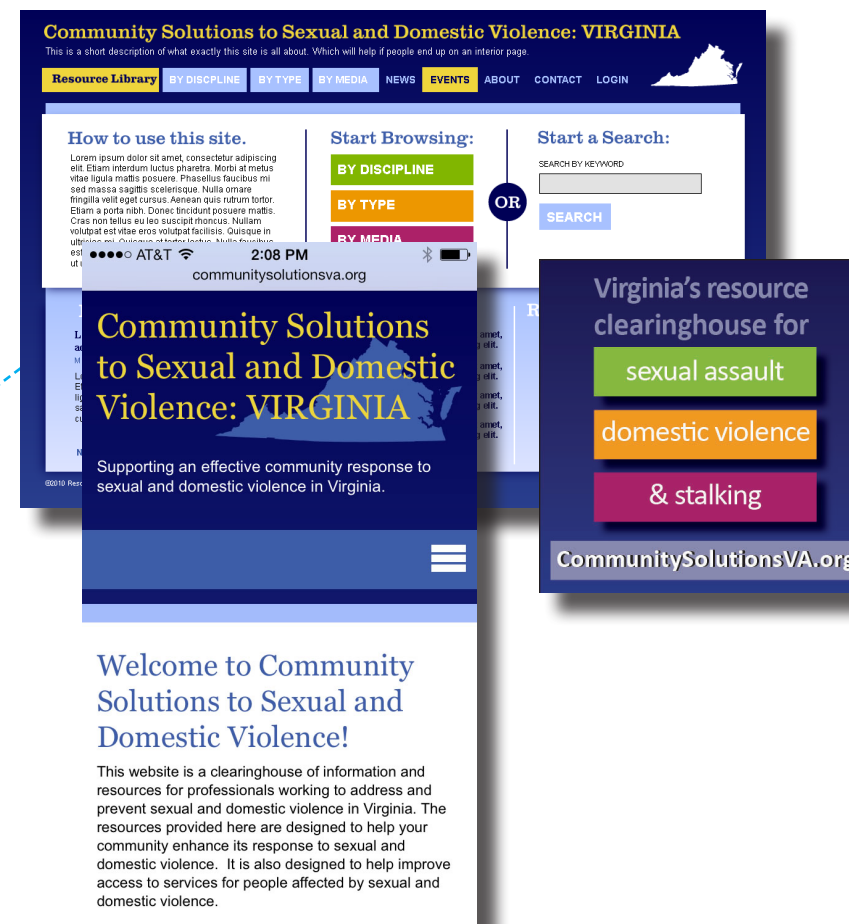 Community Solutions to Sexual and Domestic Violence: VIRGINIA
This is a short description of what exactly this site is all about. Which will help if people end up on an interior page.
Resource Library BY DISCPLINE BY TYPE BY MEDIA NEWS EVENTS ABOUT CONTACT LOGIN
How to use this site.
Lorem ipsum dolor sit amet, consectetur adipiscing
elit. Etiam interdum luctus pharetra. Morbi at metus
vitae ligula mattis posuere. Phasellus faucibus mi
sed massa sagittis scelerisque. Nulla ornare
fringilla velit eget cursus. Aenean quis rutrum tortor.
Etiam a porta nibh. Donec tincidunt posuere mattis.
Cras non tellus eu leo suscipit rhoncus. Nullam
volutpat est vitae eros volutpat facilisis. Quisque in
Start Browsing:
BY DISCIPLINE
BY TYPE
BY MEDIA
OR
Start a Search:
SEARCH BY KEYWORD
SEARCH
amet,
elit.
amet,
elit.
amet,
elit.
amet,
elit.
©2010
AT&T 2:08 PM
communitysolutionsva.org
Community Solutions
to Sexual and Domestic
Violence: VIRGINIA
Supporting an effective community response to
sexual and domestic violence in Virginia.
Welcome to Community
Solutions to Sexual and
Domestic Violence!
This website is a clearinghouse of information and
resources for professionals working to address and
prevent sexual and domestic violence in Virginia. The
resources provided here are designed to help your
community enhance its response to sexual and
domestic violence. It is also designed to help improve
access to services for people affected by sexual and
domestic violence.
Virginia's resource
clearinghouse for
sexual assault
domestic violence
& stalking
CommunitySolutionsVA.org